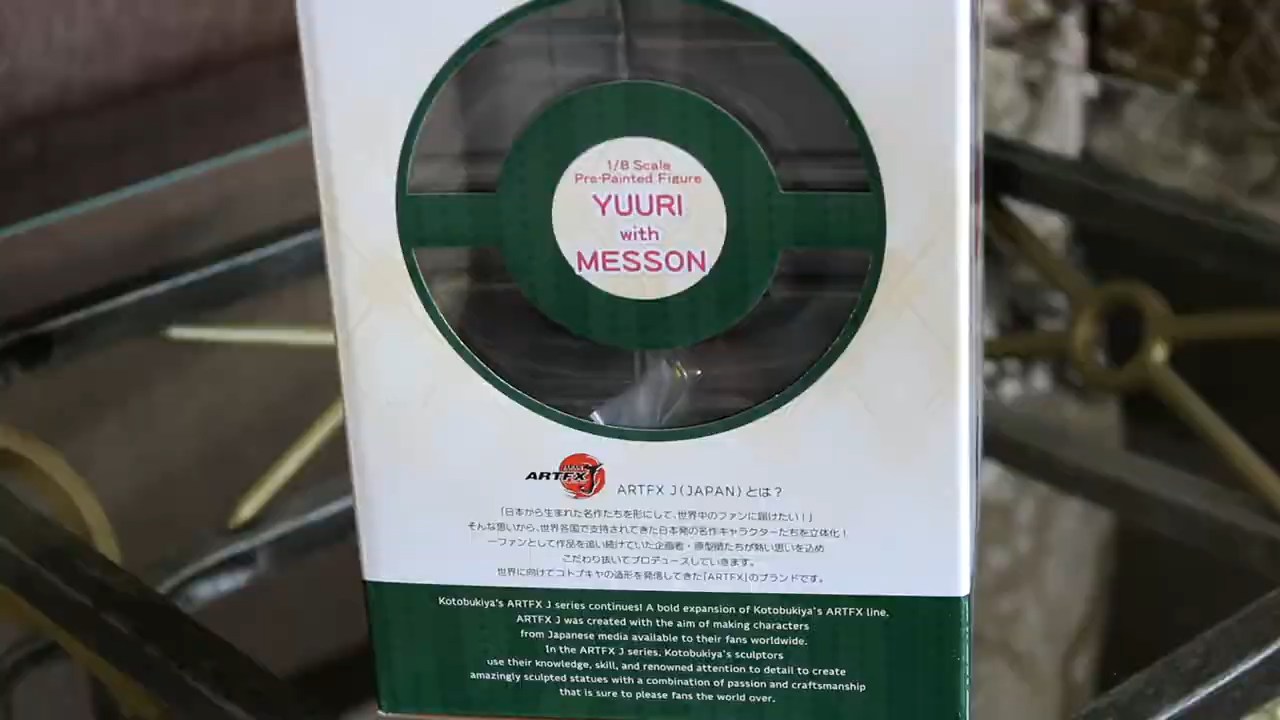 1/8 Scale
Pre-Painted Figure
YUURI
with
MESSON
JAPAN
ARTFX J
ARTFX J(JAPAN)とは？
「日本から生まれた名作たちを形にして、世界中のファンに届けたい！」
そんな思いから、世界各国で支持されてきた日本発の名作キャラクターたちを立体化！
一ファンとして作品を追い続けていた企画者・原型師たちが熱い思いを込め
こだわり抜いてプロデュースしていきます。
世界に向けてコトブキヤの造形を発信してきた「ARTFX」のブランドです。
Kotobukiya's ARTFX J series continues! A bold expansion of Kotobukiya's ARTFX line.
ARTFX J was created with the aim of making characters
from Japanese media available to their fans worldwide.
In the ARTFX J series, Kotobukiya's sculptors
use their knowledge, skill, and renowned attention to detail to create
amazingly sculpted statues with a combination of passion and craftsmanship
that is sure to please fans the world over.